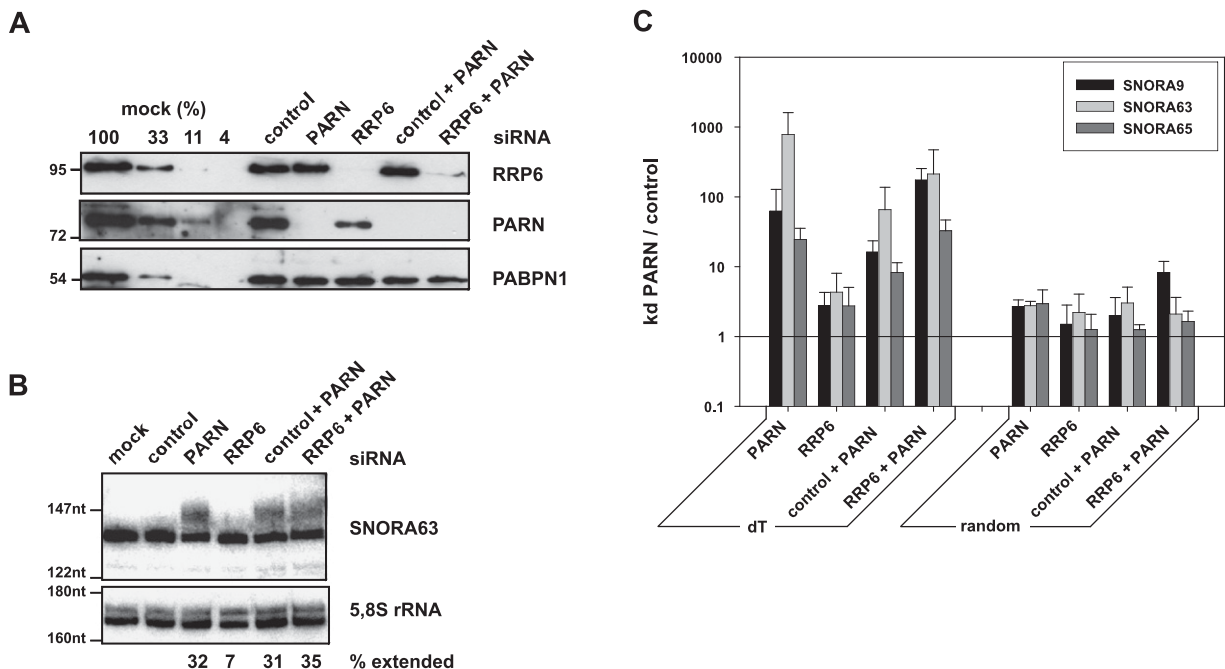 A
mock (%)
100 33 11 4 control PARN RRP6 control + PARN RRP6 + PARN siRNA
95 RRP6
72 PARN
54 PABPN1
B
mock control PARN RRP6 control + PARN RRP6 + PARN siRNA
147nt SNORA63
122nt
180nt 5,8S rRNA
160nt
32 7 31 35 % extended
C
kd PARN / control
10000
1000
100
10
1
0.1
SNORA9
SNORA63
SNORA65
PARN RRP6 control + PARN RRP6 + PARN PARN RRP6 control + PARN RRP6 + PARN
dT random